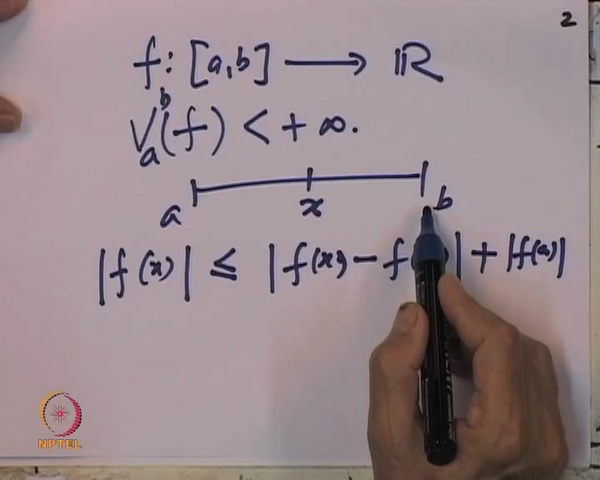 2
f: [a,b] ⟶ ℝ
V_a^b(f) < + ∞.
a x b
|f(x)| ≤ |f(x) - f | + |f(a)|
NPTEL